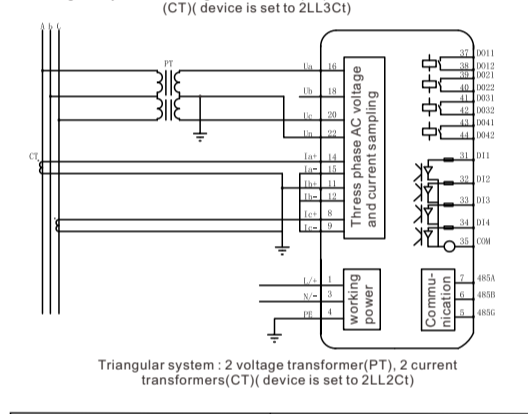 (CT)( device is set to 2LL3Ct)
A b C
PT
CT
Ua 16
Ub 18
Uc 20
Un 22
Ia+ 14
Ia- 15
Ib+ 11
Ib- 12
Ic+ 8
Ic- 9
Thress phase AC voltage
and current sampling
37 DO11
38 DO12
39 DO21
40 DO22
41 DO31
42 DO32
43 DO41
44 DO42
31 DI1
32 DI2
33 DI3
34 DI4
35 COM
L/+ 1
N/- 3
PE 4
working
power
Commu-
nication
7 485A
6 485B
5 485G
Triangular system : 2 voltage transformer(PT), 2 current
transformers(CT)( device is set to 2LL2Ct)